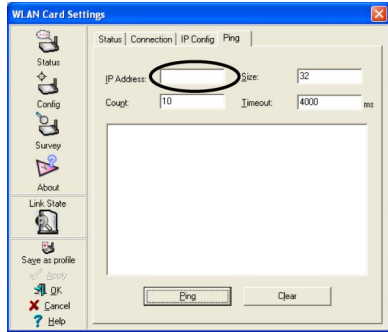 WLAN Card Settings
Status Connection IP Config Ping
Status
Config
Survey
About
Link State
Save as profile
Apply
OK
Cancel
Help
IP Address: Size: 32
Count: 10 Timeout: 4000 ms
Ping Clear